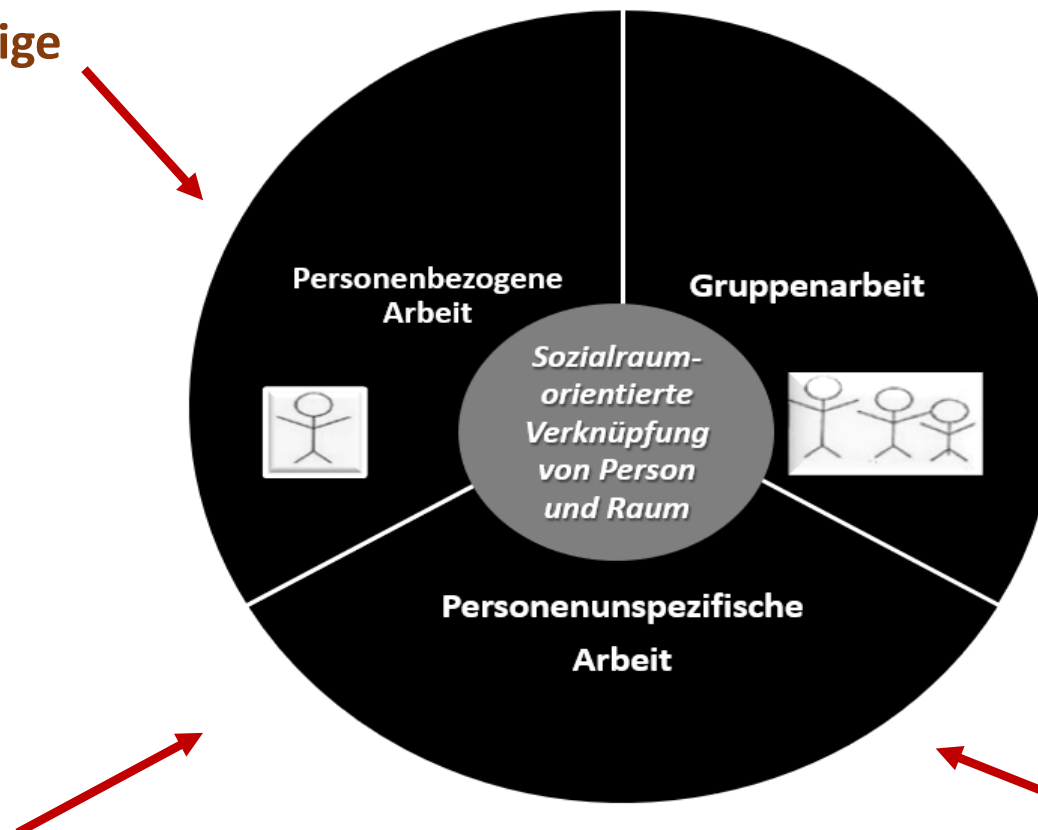 ige
Personenbezogene
Arbeit
Gruppenarbeit
Sozialraum-
orientierte
Verknüpfung
von Person
und Raum
Personenunspezifische
Arbeit